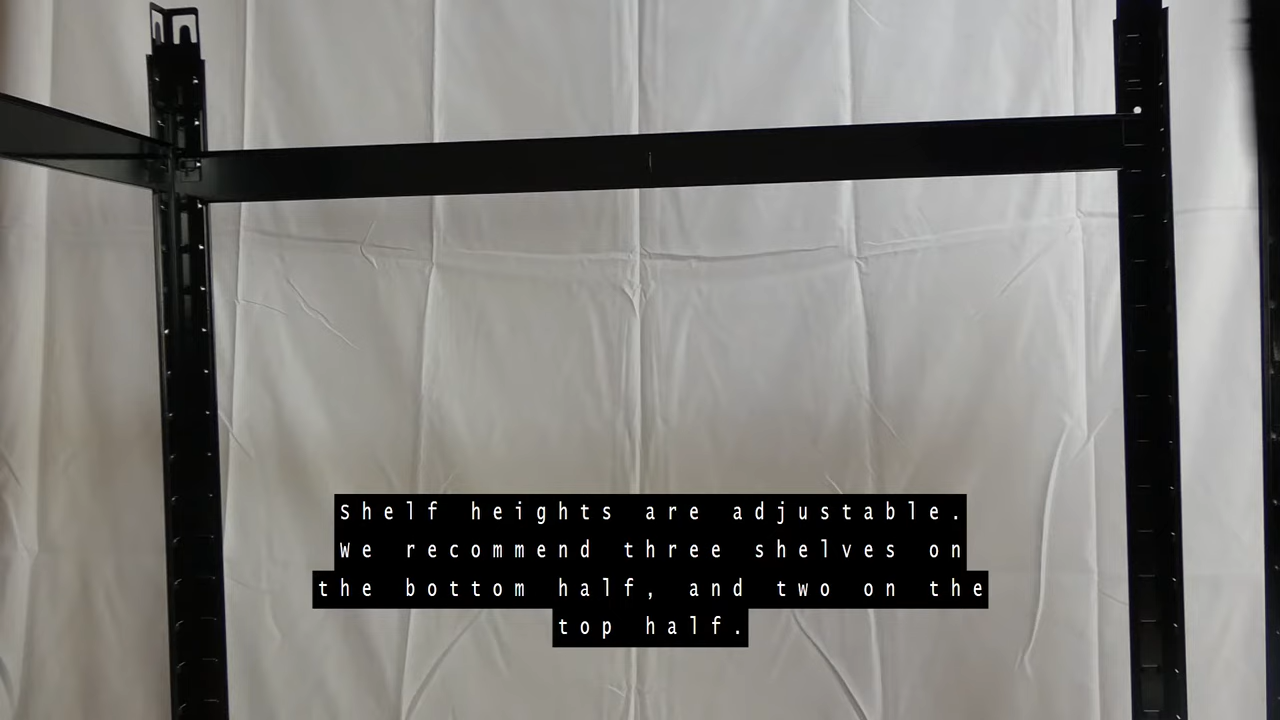 Shelf heights are adjustable.
We recommend three shelves on
the bottom half, and two on the
top half.